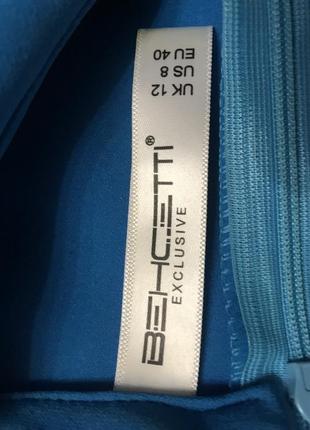 BEHCETTI®
EXCLUSIVE
UK 12
US 8
EU 40